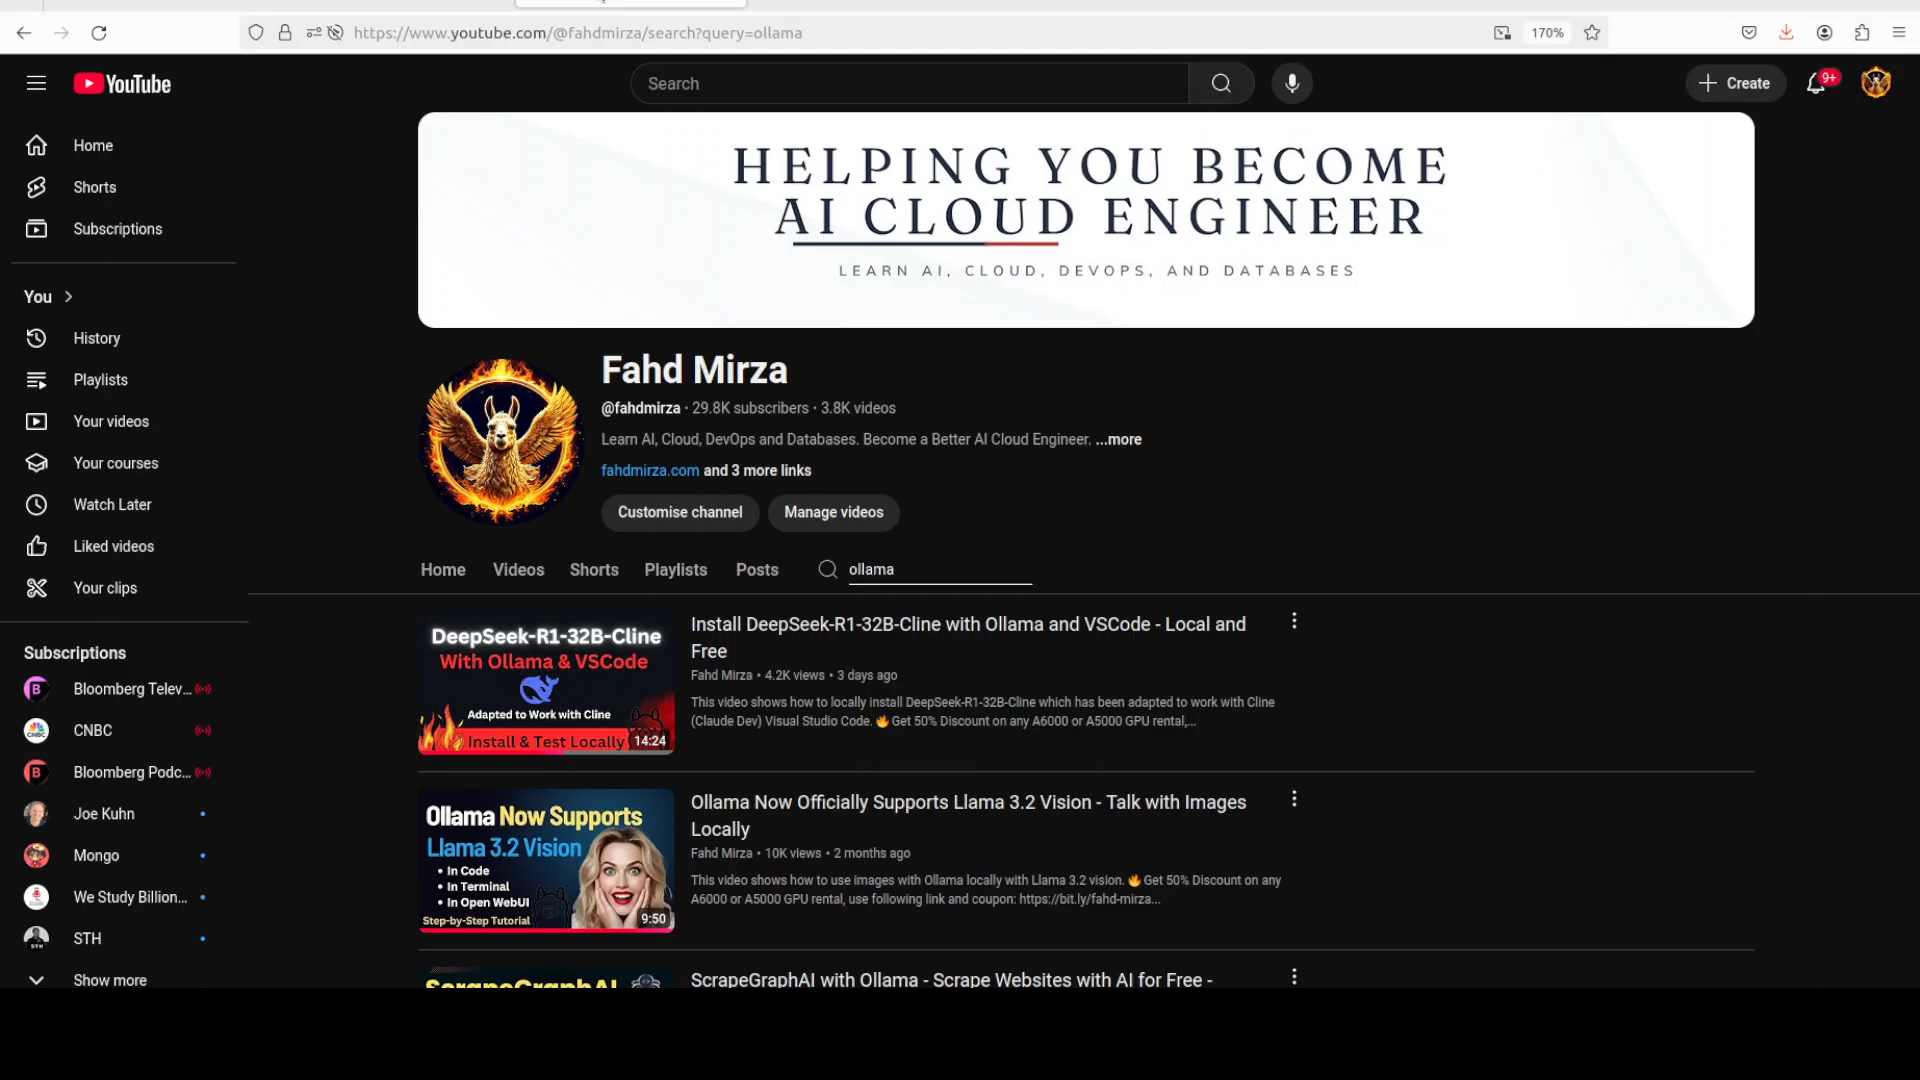 https://www.youtube.com/@fahdmirza/search?query=ollama
170%
YouTube
Search
Create
9+
Home
Shorts
Subscriptions
You
History
Playlists
Your videos
Your courses
Watch Later
Liked videos
Your clips
Subscriptions
Bloomberg Telev...
CNBC
Bloomberg Podc...
Joe Kuhn
Mongo
We Study Billion...
STH
Show more
HELPING YOU BECOME
AI CLOUD ENGINEER
LEARN AI, CLOUD, DEVOPS, AND DATABASES
Fahd Mirza
@fahdmirza • 29.8K subscribers • 3.8K videos
Learn AI, Cloud, DevOps and Databases. Become a Better AI Cloud Engineer. ...more
fahdmirza.com and 3 more links
Customise channel
Manage videos
Home Videos Shorts Playlists Posts ollama
DeepSeek-R1-32B-Cline
With Ollama & VSCode
Adapted to Work with Cline
Install & Test Locally
14:24
Install DeepSeek-R1-32B-Cline with Ollama and VSCode - Local and
Free
Fahd Mirza • 4.2K views • 3 days ago
This video shows how to locally install DeepSeek-R1-32B-Cline which has been adapted to work with Cline
(Claude Dev) Visual Studio Code. 🔥Get 50% Discount on any A6000 or A5000 GPU rental,...
Ollama Now Supports
Llama 3.2 Vision
• In Code
• In Terminal
• In Open WebUI
Step-by-Step Tutorial
9:50
Ollama Now Officially Supports Llama 3.2 Vision - Talk with Images
Locally
Fahd Mirza • 10K views • 2 months ago
This video shows how to use images with Ollama locally with Llama 3.2 vision. 🔥Get 50% Discount on any
A6000 or A5000 GPU rental, use following link and coupon: https://bit.ly/fahd-mirza...
ScrapeGraphAI
ScrapeGraphAI with Ollama - Scrape Websites with AI for Free -